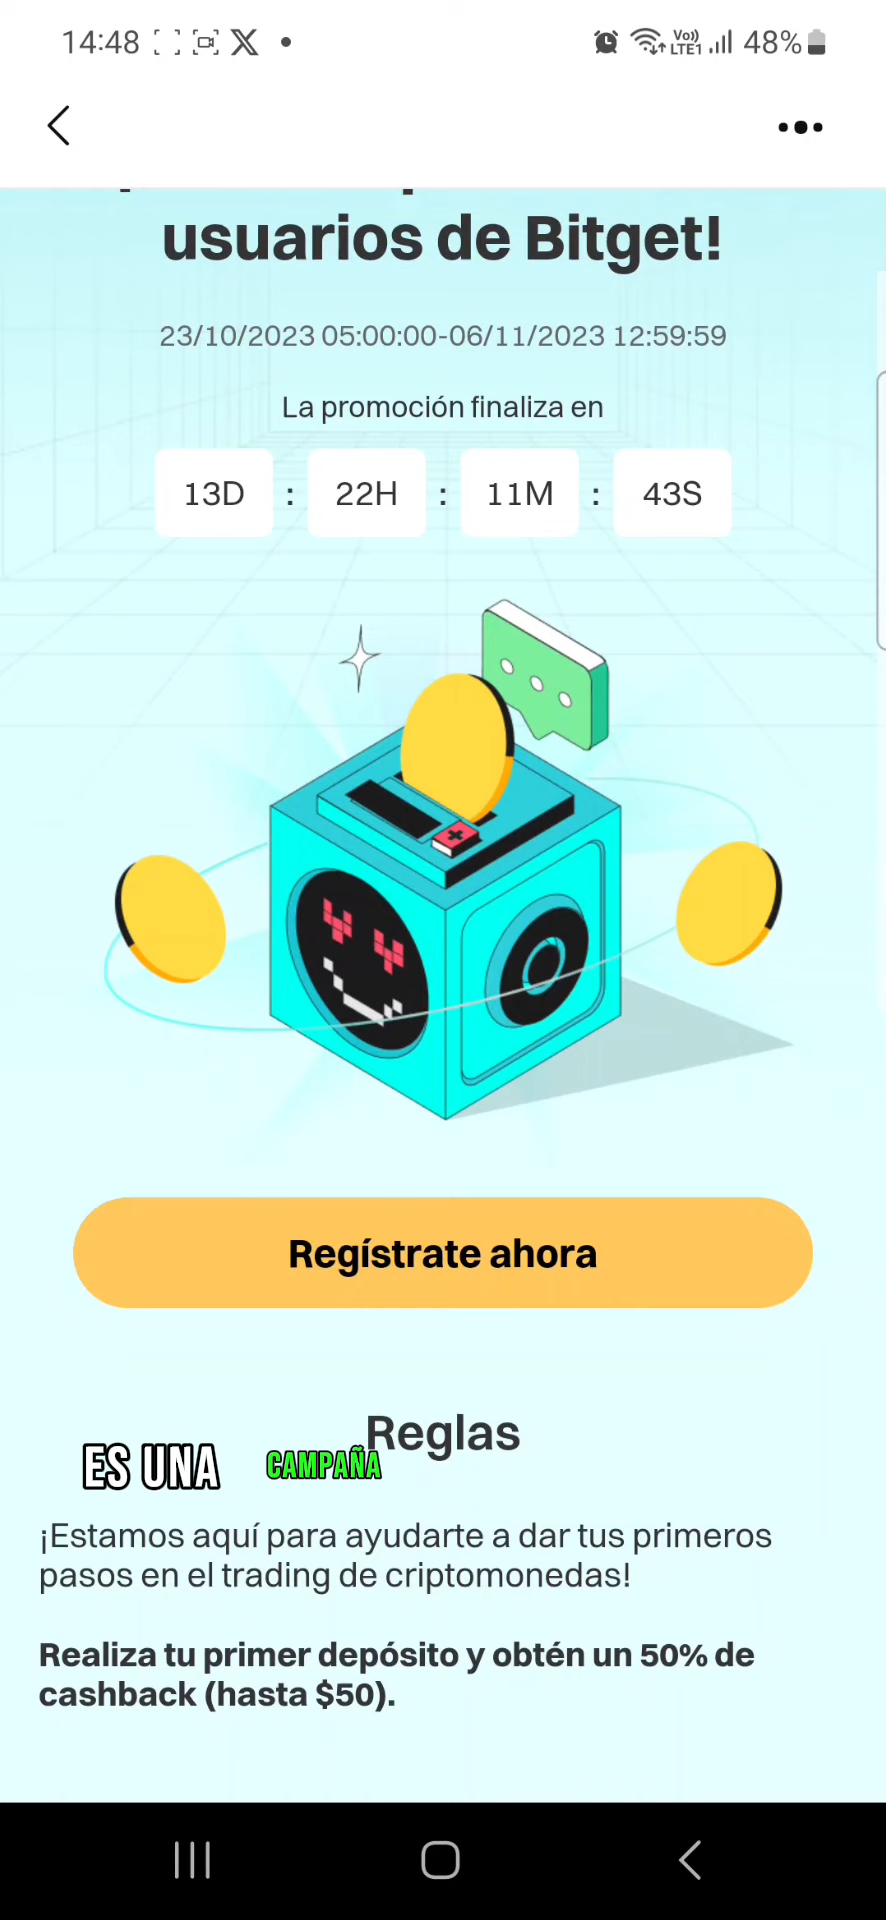 14:48
Vo))
LTE1
48%
usuarios de Bitget!
23/10/2023 05:00:00-06/11/2023 12:59:59
La promoción finaliza en
13D : 22H : 11M : 43S
Regístrate ahora
Reglas
ES UNA CAMPAÑA
¡Estamos aquí para ayudarte a dar tus primeros
pasos en el trading de criptomonedas!
Realiza tu primer depósito y obtén un 50% de
cashback (hasta $50).